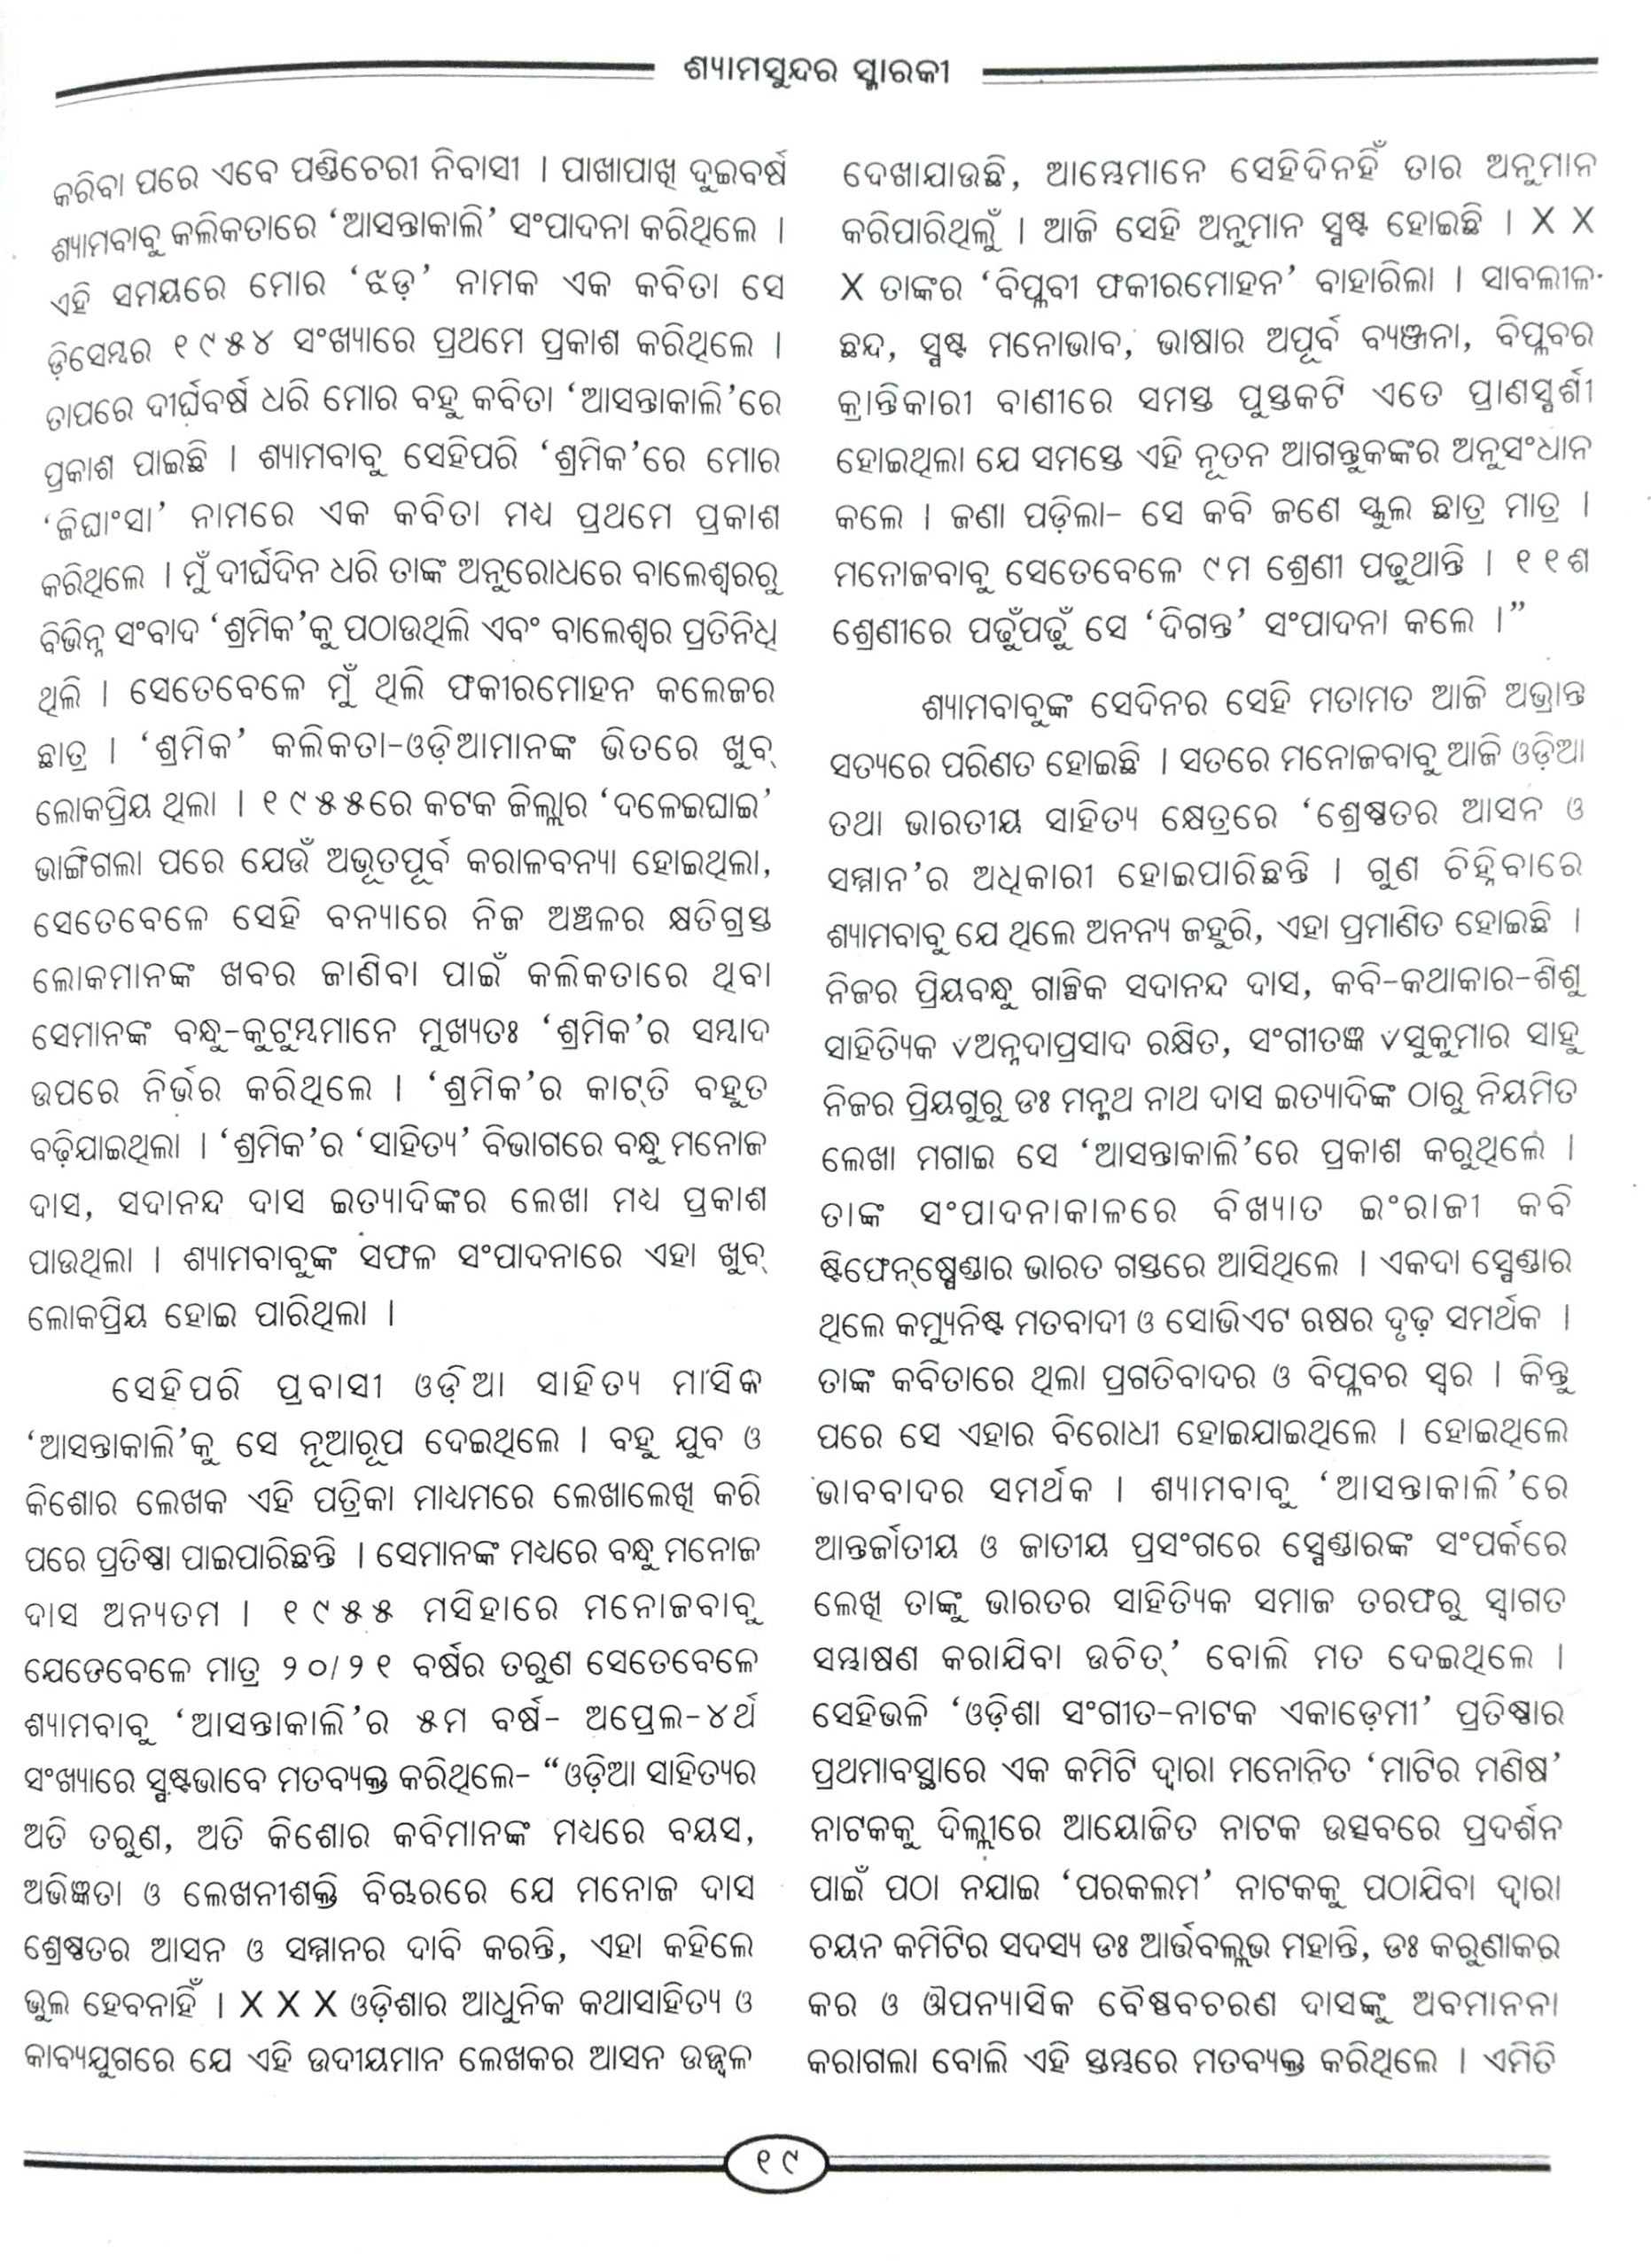 ଶ୍ୟାମସୁନ୍ଦର ସ୍ମାରକୀ
କରିବା ପରେ ଏବେ ପଣ୍ଡିଚେରୀ ନିବାସୀ । ପାଖାପାଖି ଦୁଇବର୍ଷ
ଶ୍ୟାମବାବୁ କଲିକତାରେ ‘ଆସନ୍ତାକାଲି’ ସଂପାଦନା କରିଥିଲେ ।
ଏହି ସମୟରେ ମୋର ‘ଝଡ଼’ ନାମକ ଏକ କବିତା ସେ
ଡ଼ିସେମ୍ବର ୧୯୫୪ ସଂଖ୍ୟାରେ ପ୍ରଥମେ ପ୍ରକାଶ କରିଥିଲେ ।
ତାପରେ ଦୀର୍ଘବର୍ଷ ଧରି ମୋର ବହୁ କବିତା ‘ଆସନ୍ତାକାଲି’ରେ
ପ୍ରକାଶ ପାଇଛି । ଶ୍ୟାମବାବୁ ସେହିପରି ‘ଶ୍ରମିକ’ରେ ମୋର
‘ଜିଘାଂସା’ ନାମରେ ଏକ କବିତା ମଧ୍ୟ ପ୍ରଥମେ ପ୍ରକାଶ
କରିଥିଲେ । ମୁଁ ଦୀର୍ଘଦିନ ଧରି ତାଙ୍କ ଅନୁରୋଧରେ ବାଲେଶ୍ୱରରୁ
ବିଭିନ୍ନ ସଂବାଦ ‘ଶ୍ରମିକ’କୁ ପଠାଉଥିଲି ଏବଂ ବାଲେଶ୍ୱର ପ୍ରତିନିଧି
ଥିଲି । ସେତେବେଳେ ମୁଁ ଥିଲି ଫକୀରମୋହନ କଲେଜର
ଛାତ୍ର । ‘ଶ୍ରମିକ’ କଲିକତା-ଓଡ଼ିଆମାନଙ୍କ ଭିତରେ ଖୁବ୍
ଲୋକପ୍ରିୟ ଥିଲା । ୧୯୫୫ରେ କଟକ ଜିଲ୍ଲାର ‘ଦଳେଇଘାଇ’
ଭାଙ୍ଗିଗଲା ପରେ ଯେଉଁ ଅଭୂତପୂର୍ବ କରାଳବନ୍ୟା ହୋଇଥିଲା,
ସେତେବେଳେ ସେହି ବନ୍ୟାରେ ନିଜ ଅଞ୍ଚଳର କ୍ଷତିଗ୍ରସ୍ତ
ଲୋକମାନଙ୍କ ଖବର ଜାଣିବା ପାଇଁ କଲିକତାରେ ଥିବା
ସେମାନଙ୍କ ବନ୍ଧୁ-କୁଟୁମ୍ବମାନେ ମୁଖ୍ୟତଃ ‘ଶ୍ରମିକ’ର ସମ୍ବାଦ
ଉପରେ ନିର୍ଭର କରିଥିଲେ । ‘ଶ୍ରମିକ’ର କାଟ୍‌ତି ବହୁତ
ବଢ଼ିଯାଇଥିଲା । ‘ଶ୍ରମିକ’ର ‘ସାହିତ୍ୟ’ ବିଭାଗରେ ବନ୍ଧୁ ମନୋଜ
ଦାସ, ସଦାନନ୍ଦ ଦାସ ଇତ୍ୟାଦିଙ୍କର ଲେଖା ମଧ୍ୟ ପ୍ରକାଶ
ପାଉଥିଲା । ଶ୍ୟାମବାବୁଙ୍କ ସଫଳ ସଂପାଦନାରେ ଏହା ଖୁବ୍
ଲୋକପ୍ରିୟ ହୋଇ ପାରିଥିଲା ।
ସେହିପରି ପ୍ରବାସୀ ଓଡ଼ିଆ ସାହିତ୍ୟ ମାସିକ
‘ଆସନ୍ତାକାଲି’କୁ ସେ ନୂଆରୂପ ଦେଇଥିଲେ । ବହୁ ଯୁବ ଓ
କିଶୋର ଲେଖକ ଏହି ପତ୍ରିକା ମାଧ୍ୟମରେ ଲେଖାଲେଖି କରି
ପରେ ପ୍ରତିଷ୍ଠା ପାଇପାରିଛନ୍ତି । ସେମାନଙ୍କ ମଧ୍ୟରେ ବନ୍ଧୁ ମନୋଜ
ଦାସ ଅନ୍ୟତମ । ୧୯୫୫ ମସିହାରେ ମନୋଜବାବୁ
ଯେତେବେଳେ ମାତ୍ର ୨୦/୨୧ ବର୍ଷର ତରୁଣ ସେତେବେଳେ
ଶ୍ୟାମବାବୁ ‘ଆସନ୍ତାକାଲି’ର ୫ମ ବର୍ଷ- ଅପ୍ରେଲ-୪ର୍ଥ
ସଂଖ୍ୟାରେ ସ୍ପଷ୍ଟଭାବେ ମତବ୍ୟକ୍ତ କରିଥିଲେ- “ଓଡ଼ିଆ ସାହିତ୍ୟର
ଅତି ତରୁଣ, ଅତି କିଶୋର କବିମାନଙ୍କ ମଧ୍ୟରେ ବୟସ,
ଅଭିଜ୍ଞତା ଓ ଲେଖନୀଶକ୍ତି ବିଚ୍ଚାରରେ ଯେ ମନୋଜ ଦାସ
ଶ୍ରେଷ୍ଠତର ଆସନ ଓ ସମ୍ମାନର ଦାବି କରନ୍ତି, ଏହା କହିଲେ
ଭୁଲ ହେବନାହିଁ । X X X ଓଡ଼ିଶାର ଆଧୁନିକ କଥାସାହିତ୍ୟ ଓ
କାବ୍ୟଯୁଗରେ ଯେ ଏହି ଉଦୀୟମାନ ଲେଖକର ଆସନ ଉଜ୍ଜ୍ୱଳ
ଦେଖାଯାଉଛି, ଆମ୍ଭେମାନେ ସେହିଦିନହିଁ ତାର ଅନୁମାନ
କରିପାରିଥିଲୁଁ । ଆଜି ସେହି ଅନୁମାନ ସ୍ପଷ୍ଟ ହୋଇଛି । X X
X ତାଙ୍କର ‘ବିପ୍ଳବୀ ଫକୀରମୋହନ’ ବାହାରିଲା । ସାବଲୀଳ
ଛନ୍ଦ, ସ୍ପଷ୍ଟ ମନୋଭାବ, ଭାଷାର ଅପୂର୍ବ ବ୍ୟଞ୍ଜନା, ବିପ୍ଳବର
କ୍ରାନ୍ତିକାରୀ ବାଣୀରେ ସମସ୍ତ ପୁସ୍ତକଟି ଏତେ ପ୍ରାଣସ୍ପର୍ଶୀ
ହୋଇଥିଲା ଯେ ସମସ୍ତେ ଏହି ନୂତନ ଆଗନ୍ତୁକଙ୍କର ଅନୁସଂଧାନ
କଲେ । ଜଣା ପଡ଼ିଲା- ସେ କବି ଜଣେ ସ୍କୁଲ ଛାତ୍ର ମାତ୍ର ।
ମନୋଜବାବୁ ସେତେବେଳେ ୯ମ ଶ୍ରେଣୀ ପଢୁଥାନ୍ତି । ୧୧ଶ
ଶ୍ରେଣୀରେ ପଢୁଁପଢୁଁ ସେ ‘ଦିଗନ୍ତ’ ସଂପାଦନା କଲେ ।”
ଶ୍ୟାମବାବୁଙ୍କ ସେଦିନର ସେହି ମତାମତ ଆଜି ଅଭ୍ରାନ୍ତ
ସତ୍ୟରେ ପରିଣତ ହୋଇଛି । ସତରେ ମନୋଜବାବୁ ଆଜି ଓଡ଼ିଆ
ତଥା ଭାରତୀୟ ସାହିତ୍ୟ କ୍ଷେତ୍ରରେ ‘ଶ୍ରେଷ୍ଠତର ଆସନ ଓ
ସମ୍ମାନ’ର ଅଧିକାରୀ ହୋଇପାରିଛନ୍ତି । ଗୁଣ ଚିହ୍ନିବାରେ
ଶ୍ୟାମବାବୁ ଯେ ଥିଲେ ଅନନ୍ୟ ଜହୁରି, ଏହା ପ୍ରମାଣିତ ହୋଇଛି ।
ନିଜର ପ୍ରିୟବନ୍ଧୁ ଗାଳ୍ପିକ ସଦାନନ୍ଦ ଦାସ, କବି-କଥାକାର-ଶିଶୁ
ସାହିତ୍ୟିକ ୰ଅନ୍ନଦାପ୍ରସାଦ ରକ୍ଷିତ, ସଂଗୀତଜ୍ଞ ୰ସୁକୁମାର ସାହୁ
ନିଜର ପ୍ରିୟଗୁରୁ ଡଃ ମନ୍ମଥ ନାଥ ଦାସ ଇତ୍ୟାଦିଙ୍କ ଠାରୁ ନିୟମିତ
ଲେଖା ମଗାଇ ସେ ‘ଆସନ୍ତାକାଲି’ରେ ପ୍ରକାଶ କରୁଥିଲେ ।
ତାଙ୍କ ସଂପାଦନାକାଳରେ ବିଖ୍ୟାତ ଇଂରାଜୀ କବି
ଷ୍ଟିଫେନ୍‌ଷ୍ପେଣ୍ଡାର ଭାରତ ଗସ୍ତରେ ଆସିଥିଲେ । ଏକଦା ସ୍ପେଣ୍ଡାର
ଥିଲେ କମ୍ୟୁନିଷ୍ଟ ମତବାଦୀ ଓ ସୋଭିଏଟ ଋଷର ଦୃଢ଼ ସମର୍ଥକ ।
ତାଙ୍କ କବିତାରେ ଥିଲା ପ୍ରଗତିବାଦର ଓ ବିପ୍ଳବର ସ୍ୱର । କିନ୍ତୁ
ପରେ ସେ ଏହାର ବିରୋଧୀ ହୋଇଯାଇଥିଲେ । ହୋଇଥିଲେ
ଭାବବାଦର ସମର୍ଥକ । ଶ୍ୟାମବାବୁ ‘ଆସନ୍ତାକାଲି’ରେ
ଆନ୍ତର୍ଜାତୀୟ ଓ ଜାତୀୟ ପ୍ରସଂଗରେ ସ୍ପେଣ୍ଡାରଙ୍କ ସଂପର୍କରେ
ଲେଖି ତାଙ୍କୁ ଭାରତର ସାହିତ୍ୟିକ ସମାଜ ତରଫରୁ ସ୍ୱାଗତ
ସମ୍ଭାଷଣ କରାଯିବା ଉଚିତ୍’ ବୋଲି ମତ ଦେଇଥିଲେ ।
ସେହିଭଳି ‘ଓଡ଼ିଶା ସଂଗୀତ-ନାଟକ ଏକାଡ଼େମୀ’ ପ୍ରତିଷ୍ଠାର
ପ୍ରଥମାବସ୍ଥାରେ ଏକ କମିଟି ଦ୍ୱାରା ମନୋନିତ ‘ମାଟିର ମଣିଷ’
ନାଟକକୁ ଦିଲ୍ଲୀରେ ଆୟୋଜିତ ନାଟକ ଉତ୍ସବରେ ପ୍ରଦର୍ଶନ
ପାଇଁ ପଠା ନଯାଇ ‘ପରକଲମ’ ନାଟକକୁ ପଠାଯିବା ଦ୍ୱାରା
ଚୟନ କମିଟିର ସଦସ୍ୟ ଡଃ ଆର୍ତ୍ତବଲ୍ଲଭ ମହାନ୍ତି, ଡଃ କରୁଣାକର
କର ଓ ଔପନ୍ୟାସିକ ବୈଷ୍ଣବଚରଣ ଦାସଙ୍କୁ ଅବମାନନା
କରାଗଲା ବୋଲି ଏହି ସ୍ତମ୍ଭରେ ମତବ୍ୟକ୍ତ କରିଥିଲେ । ଏମିତି
୧୯